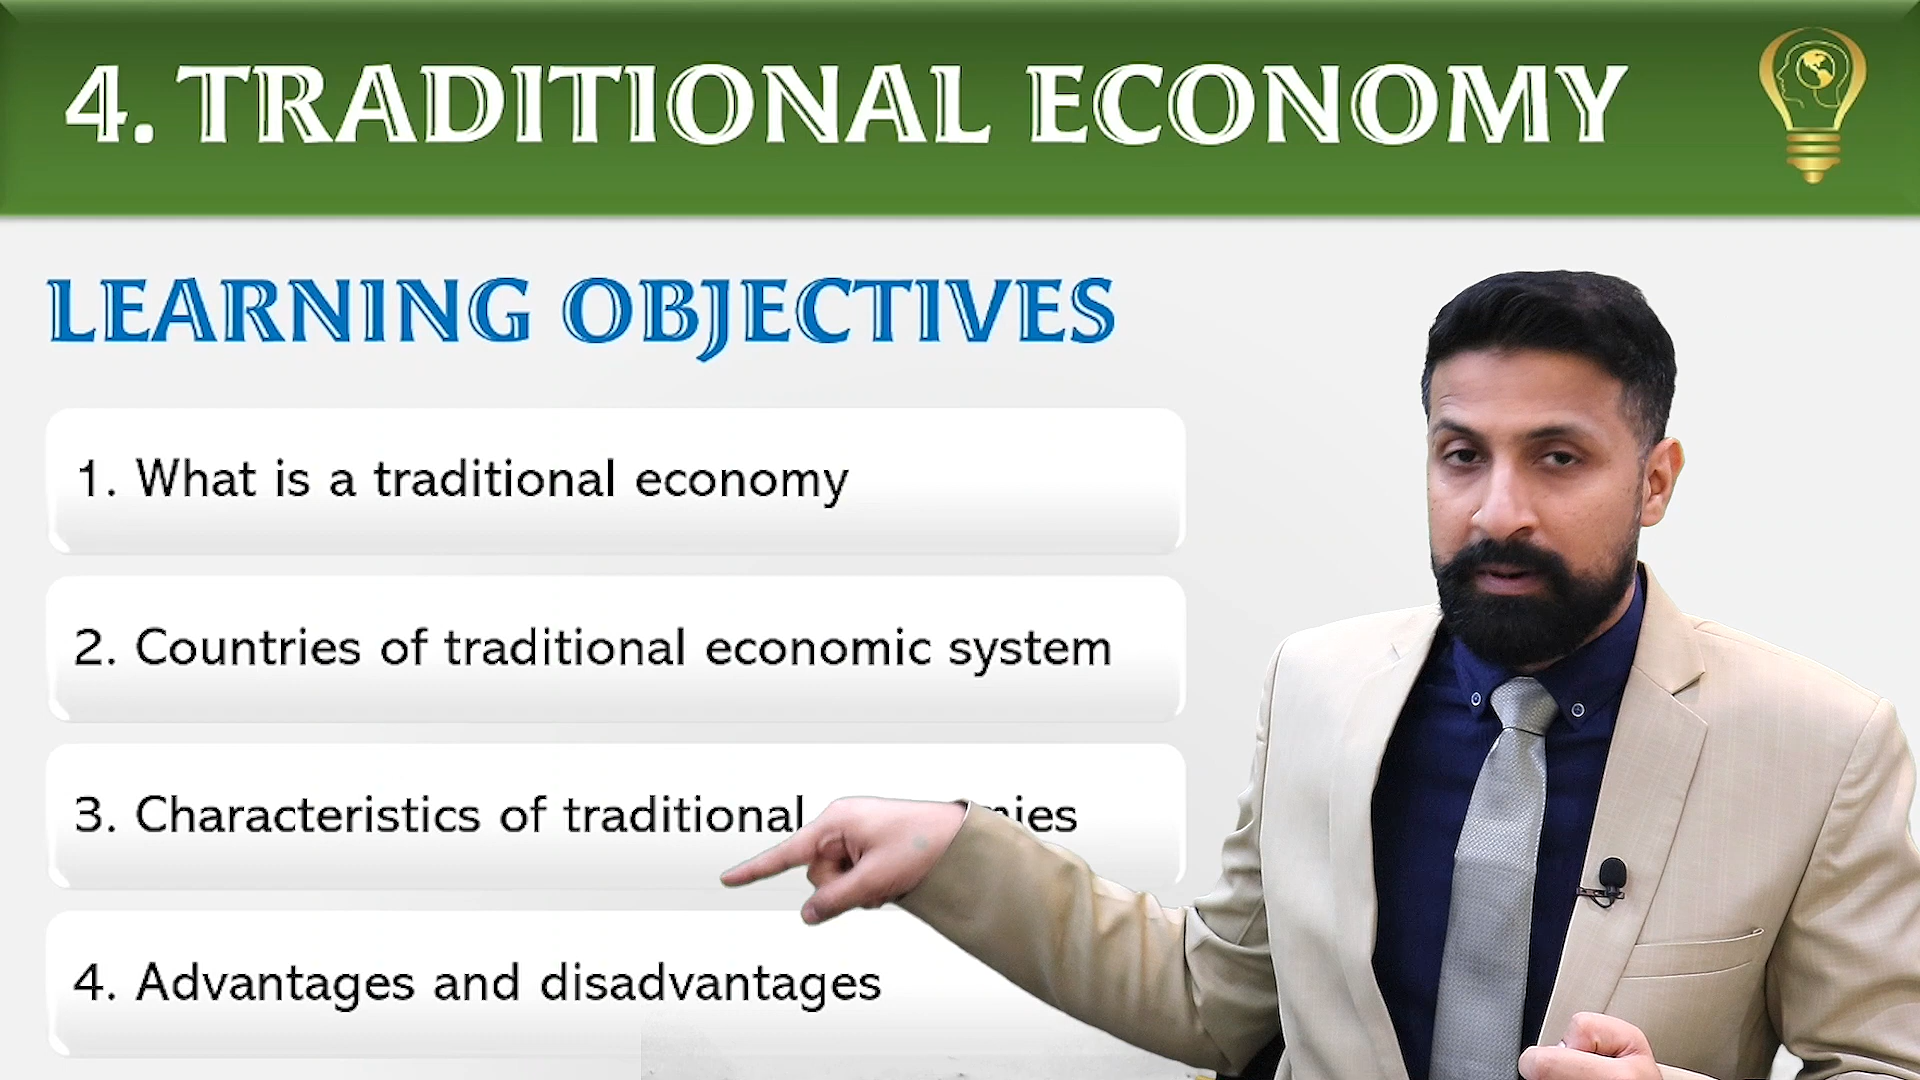 4. TRADITIONAL ECONOMY
LEARNING OBJECTIVES
1. What is a traditional economy
2. Countries of traditional economic system
3. Characteristics of traditional
4. Advantages and disadvantages